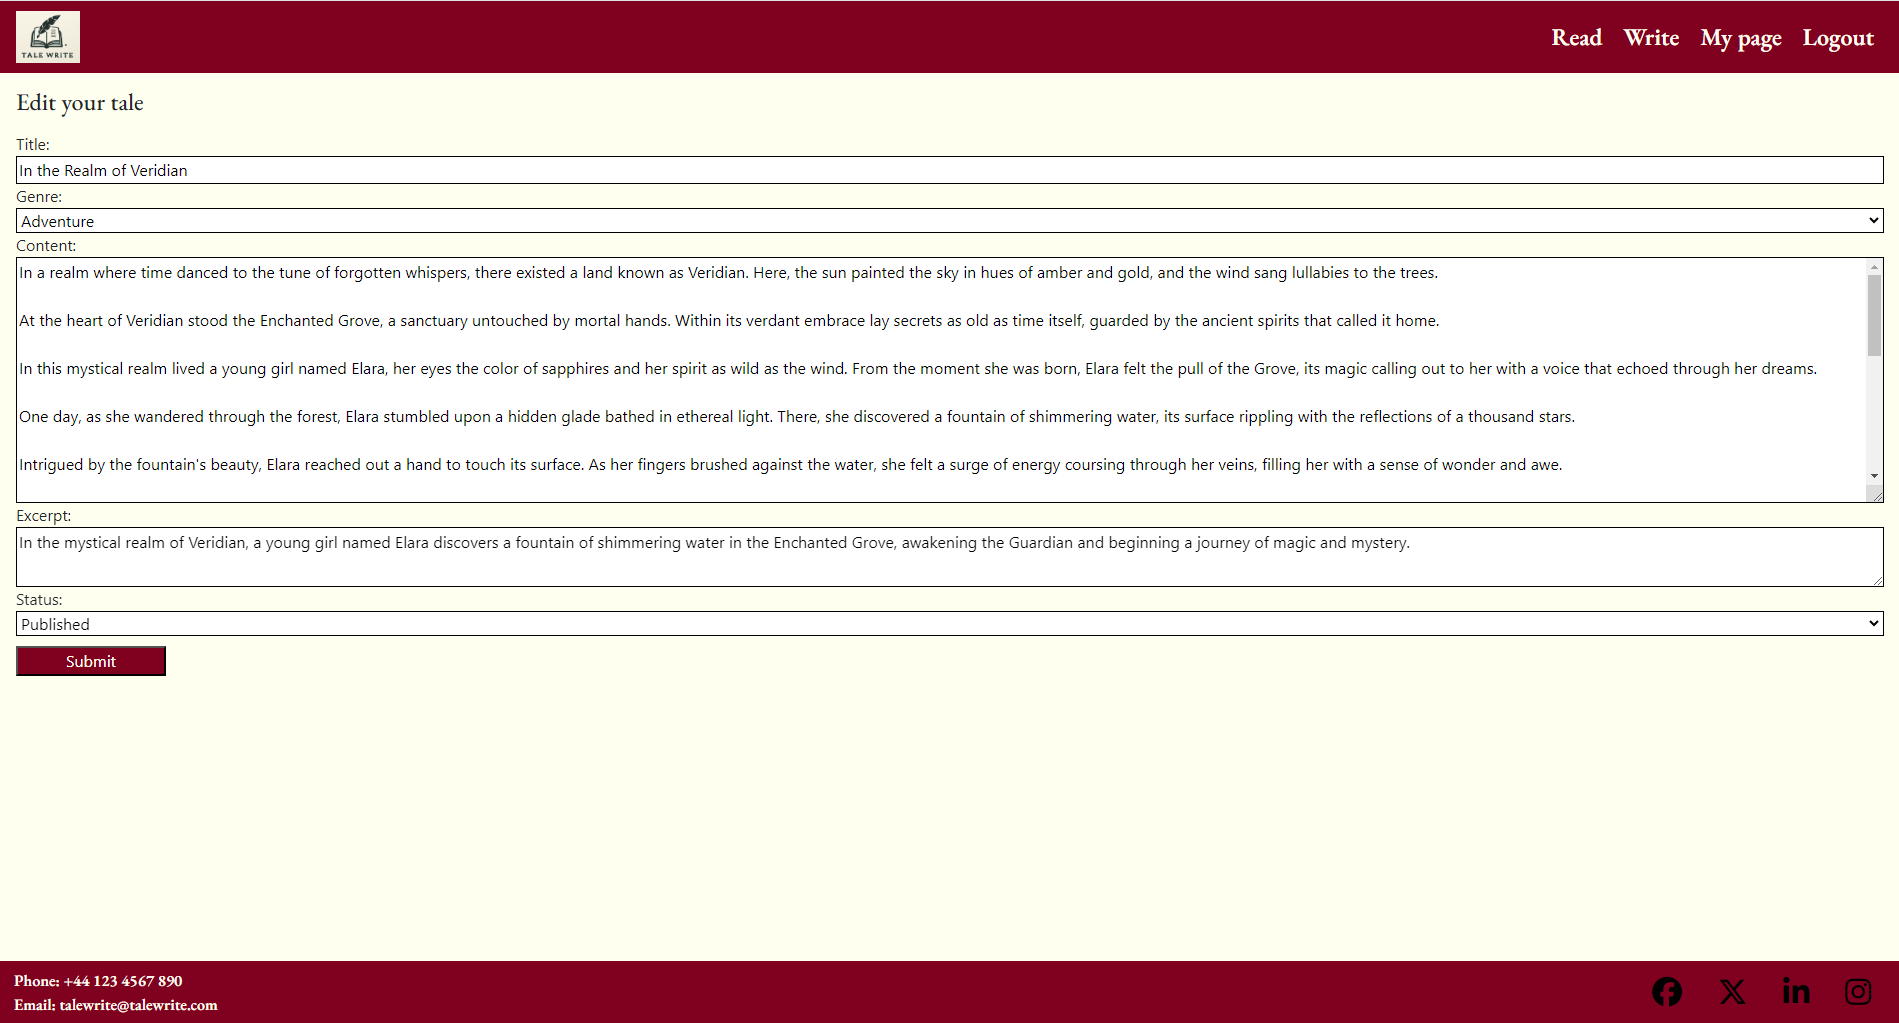 TALE WRITE
Read Write My page Logout
Edit your tale
Title:
In the Realm of Veridian
Genre:
Adventure
Content:
In a realm where time danced to the tune of forgotten whispers, there existed a land known as Veridian. Here, the sun painted the sky in hues of amber and gold, and the wind sang lullabies to the trees.
At the heart of Veridian stood the Enchanted Grove, a sanctuary untouched by mortal hands. Within its verdant embrace lay secrets as old as time itself, guarded by the ancient spirits that called it home.
In this mystical realm lived a young girl named Elara, her eyes the color of sapphires and her spirit as wild as the wind. From the moment she was born, Elara felt the pull of the Grove, its magic calling out to her with a voice that echoed through her dreams.
One day, as she wandered through the forest, Elara stumbled upon a hidden glade bathed in ethereal light. There, she discovered a fountain of shimmering water, its surface rippling with the reflections of a thousand stars.
Intrigued by the fountain's beauty, Elara reached out a hand to touch its surface. As her fingers brushed against the water, she felt a surge of energy coursing through her veins, filling her with a sense of wonder and awe.
Excerpt:
In the mystical realm of Veridian, a young girl named Elara discovers a fountain of shimmering water in the Enchanted Grove, awakening the Guardian and beginning a journey of magic and mystery.
Status:
Published
Submit
Phone: +44 123 4567 890
Email: talewrite@talewrite.com